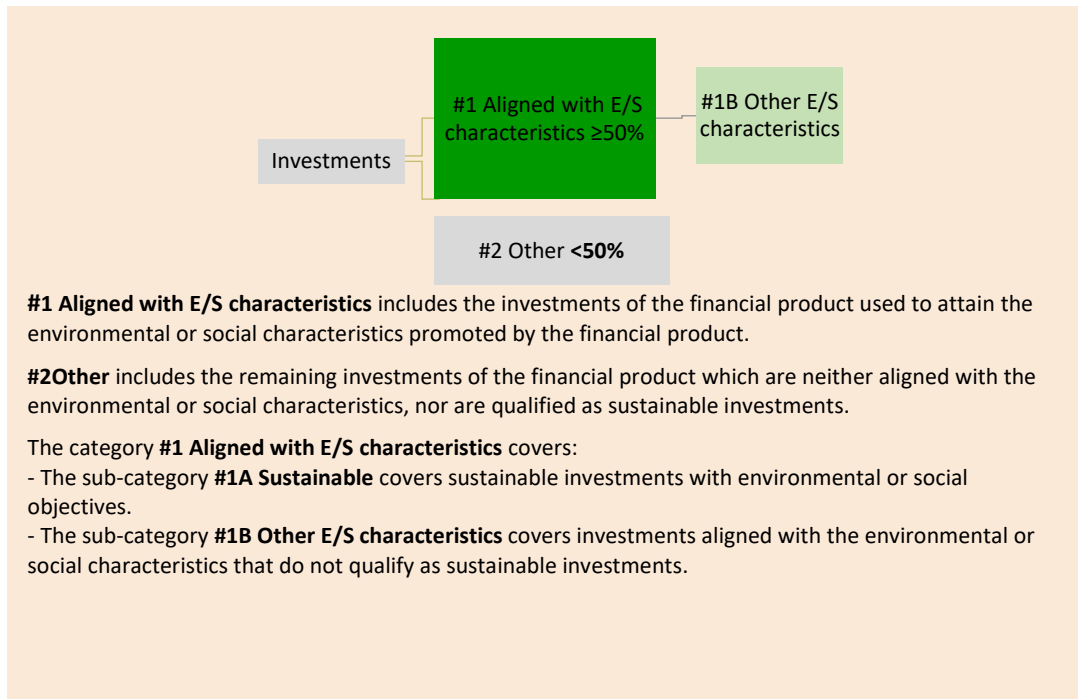 #1 Aligned with E/S
characteristics ≥50%
#1B Other E/S
characteristics
Investments
#2 Other <50%
#1 Aligned with E/S characteristics includes the investments of the financial product used to attain the
environmental or social characteristics promoted by the financial product.
#2Other includes the remaining investments of the financial product which are neither aligned with the
environmental or social characteristics, nor are qualified as sustainable investments.
The category #1 Aligned with E/S characteristics covers:
- The sub-category #1A Sustainable covers sustainable investments with environmental or social
objectives.
- The sub-category #1B Other E/S characteristics covers investments aligned with the environmental or
social characteristics that do not qualify as sustainable investments.